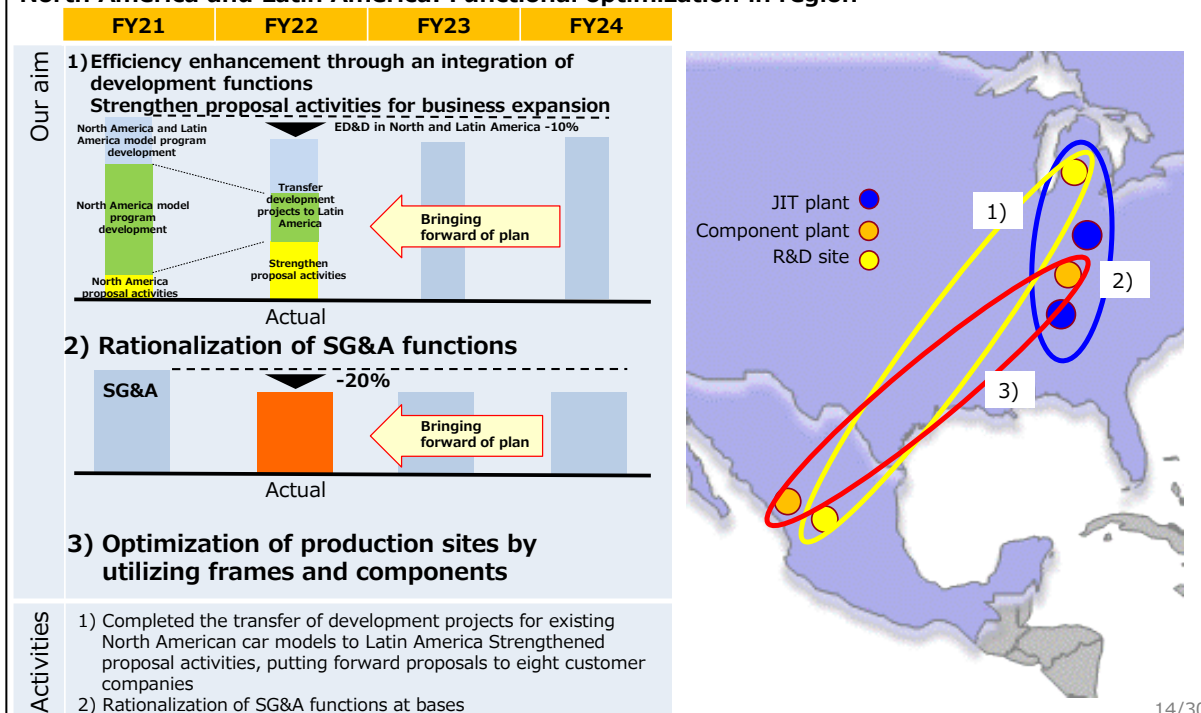 North America and Latin America: Functional optimization in region
FY21 FY22 FY23 FY24
Our aim
1) Efficiency enhancement through an integration of
development functions
Strengthen proposal activities for business expansion
North America and Latin
America model program
development
ED&D in North and Latin America -10%
North America model
program
development
Transfer
development
projects to Latin
America
Bringing
forward of plan
North America
proposal activities
Strengthen
proposal activities
Actual
2) Rationalization of SG&A functions
SG&A
-20%
Bringing
forward of plan
Actual
3) Optimization of production sites by
utilizing frames and components
Activities
1) Completed the transfer of development projects for existing
North American car models to Latin America Strengthened
proposal activities, putting forward proposals to eight customer
companies
2) Rationalization of SG&A functions at bases
JIT plant
Component plant
R&D site
1)
2)
3)
14/30